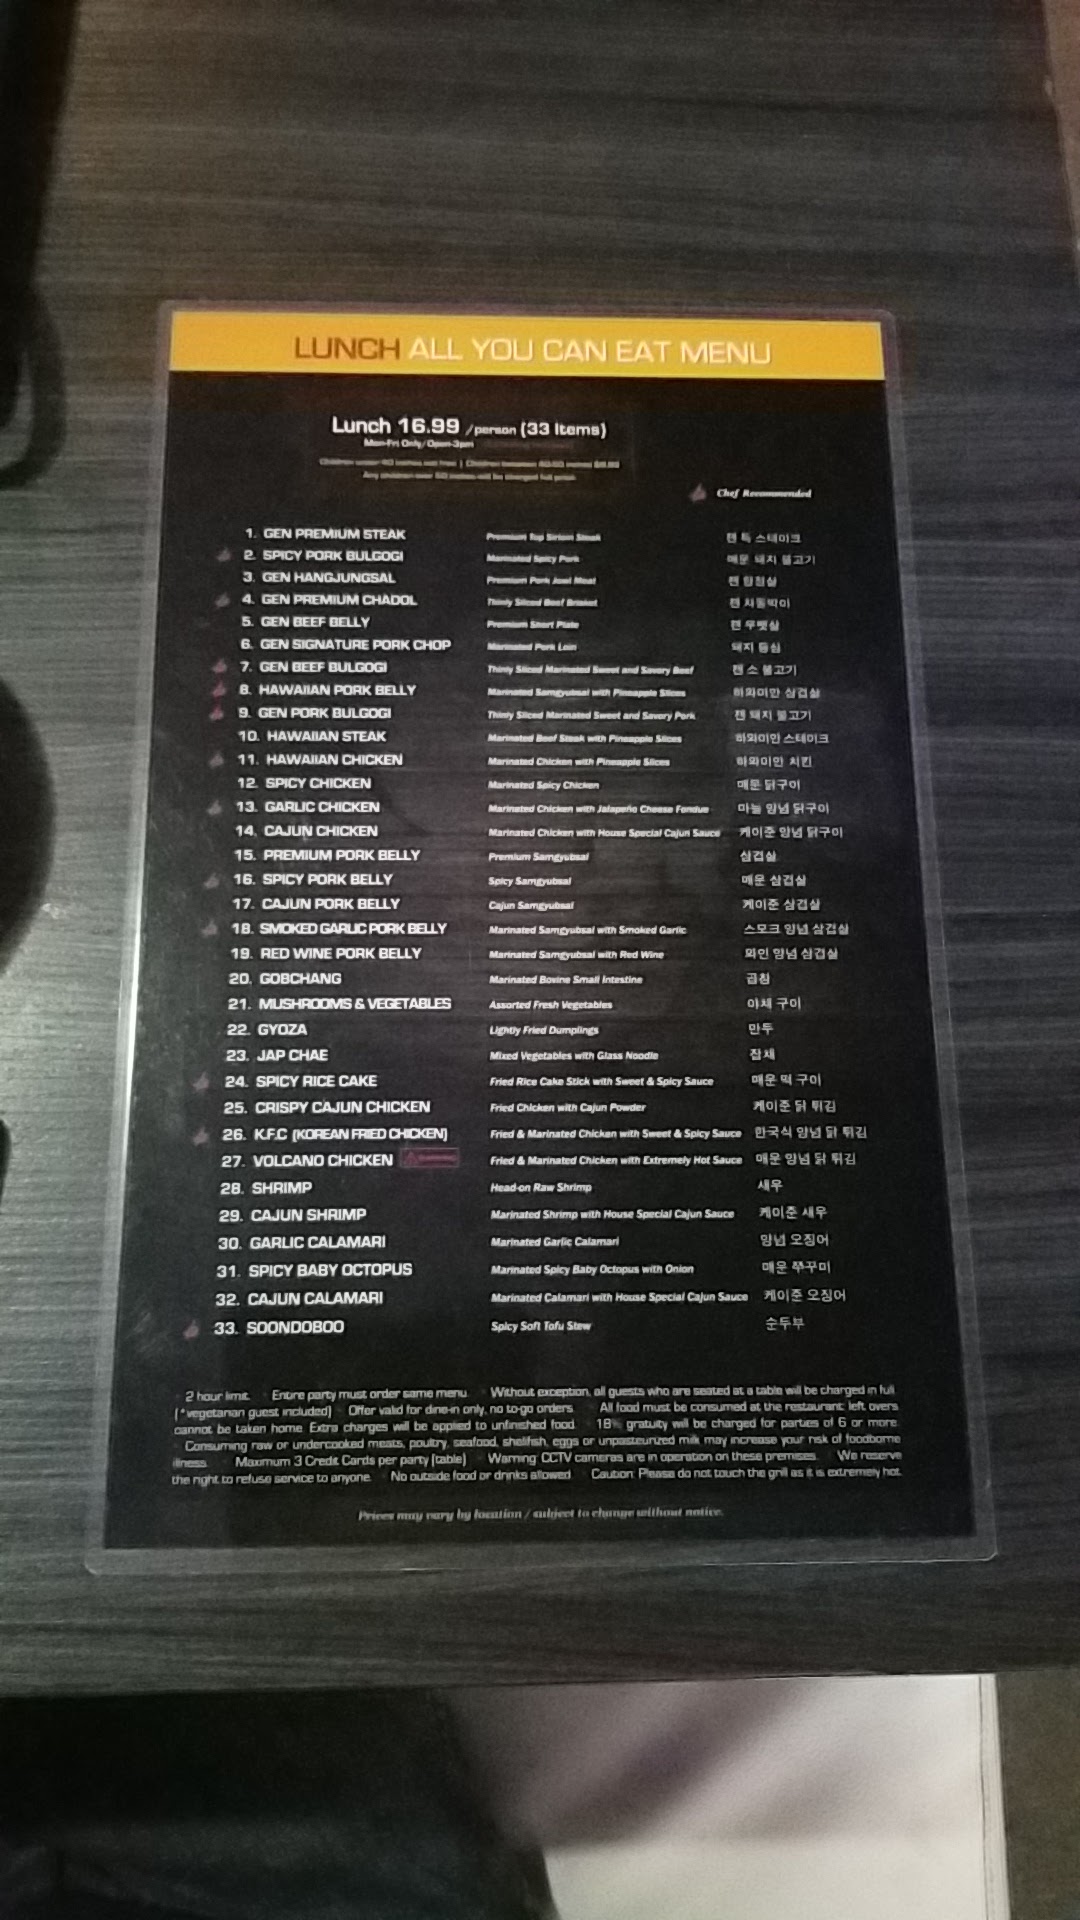 LUNCH ALL YOU CAN EAT MENU
Lunch 16.99 /person (33 Items)
Mon-Fri Only/Open-3pm
Any children over 60 inches will be charged full price
Chef Recommended
1. GEN PREMIUM STEAK Premium Top Sirloin Steak 젠 특 스테이크
2. SPICY PORK BULGOGI Marinated Spicy Pork 매운 돼지 불고기
3. GEN HANGJUNGSAL Premium Pork Jowl Meat 젠 항정살
4. GEN PREMIUM CHADOL Thinly Sliced Beef Brisket 젠 차돌박이
5. GEN BEEF BELLY Premium Short Plate 젠 우뱃살
6. GEN SIGNATURE PORK CHOP Marinated Pork Loin 돼지 등심
7. GEN BEEF BULGOGI Thinly Sliced Marinated Sweet and Savory Beef 젠 소 불고기
8. HAWAIIAN PORK BELLY Marinated Samgyubsal with Pineapple Slices 하와이안 삼겹살
9. GEN PORK BULGOGI Thinly Sliced Marinated Sweet and Savory Pork 젠 돼지 불고기
10. HAWAIIAN STEAK Marinated Beef Steak with Pineapple Slices 하와이안 스테이크
11. HAWAIIAN CHICKEN Marinated Chicken with Pineapple Slices 하와이안 치킨
12. SPICY CHICKEN Marinated Spicy Chicken 매운 닭구이
13. GARLIC CHICKEN Marinated Chicken with Jalapeño Cheese Fondue 마늘 양념 닭구이
14. CAJUN CHICKEN Marinated Chicken with House Special Cajun Sauce 케이준 양념 닭구이
15. PREMIUM PORK BELLY Premium Samgyubsal 삼겹살
16. SPICY PORK BELLY Spicy Samgyubsal 매운 삼겹살
17. CAJUN PORK BELLY Cajun Samgyubsal 케이준 삼겹살
18. SMOKED GARLIC PORK BELLY Marinated Samgyubsal with Smoked Garlic 스모크 양념 삼겹살
19. RED WINE PORK BELLY Marinated Samgyubsal with Red Wine 와인 양념 삼겹살
20. GOBCHANG Marinated Bovine Small Intestine 곱창
21. MUSHROOMS & VEGETABLES Assorted Fresh Vegetables 야채 구이
22. GYOZA Lightly Fried Dumplings 만두
23. JAP CHAE Mixed Vegetables with Glass Noodle 잡채
24. SPICY RICE CAKE Fried Rice Cake Stick with Sweet & Spicy Sauce 매운 떡 구이
25. CRISPY CAJUN CHICKEN Fried Chicken with Cajun Powder 케이준 닭 튀김
26. K.F.C (KOREAN FRIED CHICKEN) Fried & Marinated Chicken with Sweet & Spicy Sauce 한국식 양념 닭 튀김
27. VOLCANO CHICKEN Fried & Marinated Chicken with Extremely Hot Sauce 매운 양념 닭 튀김
28. SHRIMP Head-on Raw Shrimp 새우
29. CAJUN SHRIMP Marinated Shrimp with House Special Cajun Sauce 케이준 새우
30. GARLIC CALAMARI Marinated Garlic Calamari 양념 오징어
31. SPICY BABY OCTOPUS Marinated Spicy Baby Octopus with Onion 매운 쭈꾸미
32. CAJUN CALAMARI Marinated Calamari with House Special Cajun Sauce 케이준 오징어
33. SOONDOBOO Spicy Soft Tofu Stew 순두부
· 2 hour limit. · Entire party must order same menu. · Without exception, all guests who are seated at a table will be charged in full
(*vegetarian guest included) · Offer valid for dine-in only, no to-go orders. · All food must be consumed at the restaurant; left overs
cannot be taken home. Extra charges will be applied to unfinished food. · 18% gratuity will be charged for parties of 6 or more.
· Consuming raw or undercooked meats, poultry, seafood, shellfish, eggs or unpasteurized milk may increase your risk of foodborne
illness. · Maximum 3 Credit Cards per party (table) · Warning: CCTV cameras are in operation on these premises. · We reserve
the right to refuse service to anyone. · No outside food or drinks allowed. · Caution: Please do not touch the grill as it is extremely hot.
Prices may vary by location / subject to change without notice.